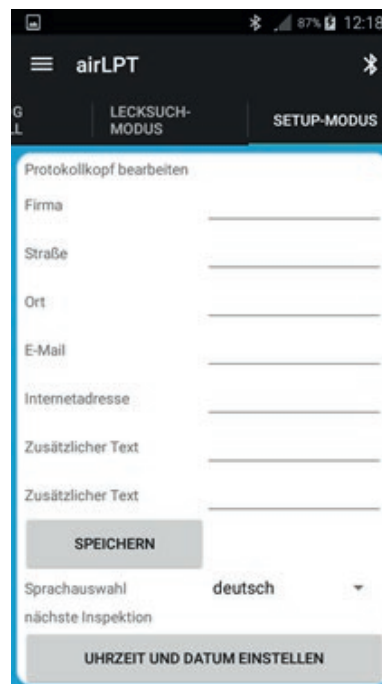 87% 12:18
airLPT
G
L
LECKSUCH-
MODUS
SETUP-MODUS
Protokollkopf bearbeiten
Firma
Straße
Ort
E-Mail
Internetadresse
Zusätzlicher Text
Zusätzlicher Text
SPEICHERN
Sprachauswahl deutsch
nächste Inspektion
UHRZEIT UND DATUM EINSTELLEN